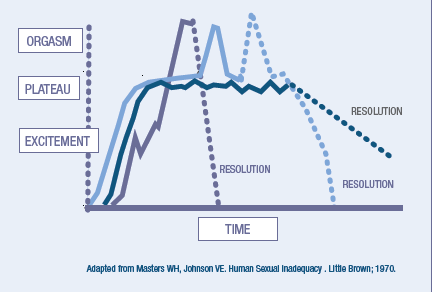 ORGASM
PLATEAU
EXCITEMENT
RESOLUTION
RESOLUTION
RESOLUTION
TIME
Adapted from Masters WH, Johnson VE. Human Sexual Inadequacy . Little Brown; 1970.